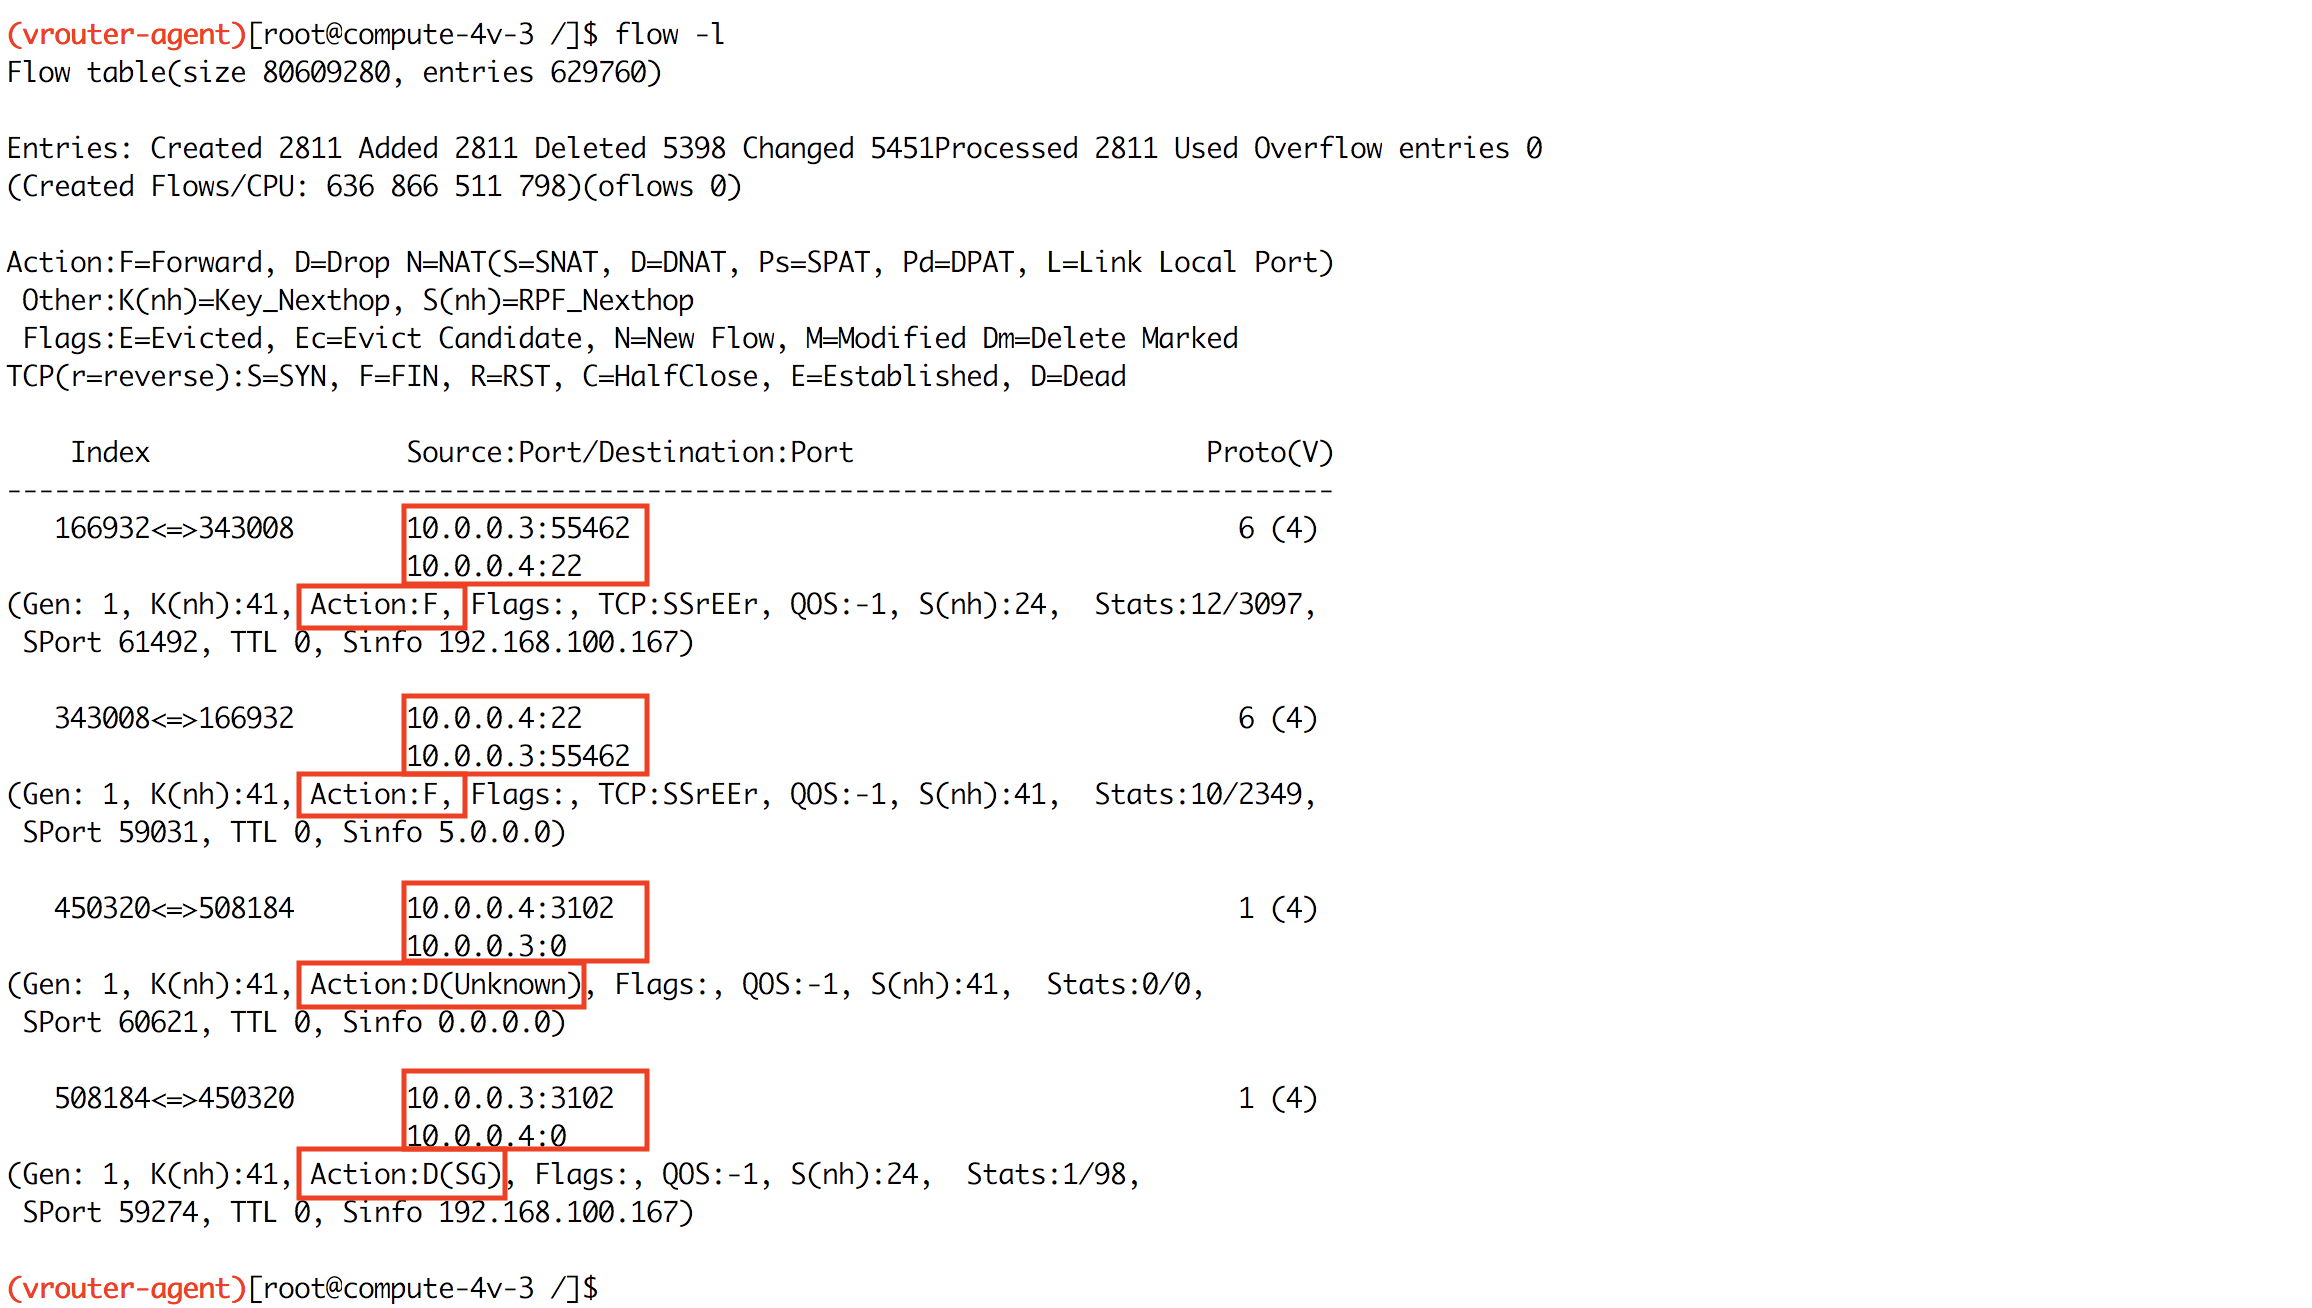 (vrouter-agent)[root@compute-4v-3 /]$ flow -l
Flow table(size 80609280, entries 629760)
Entries: Created 2811 Added 2811 Deleted 5398 Changed 5451Processed 2811 Used Overflow entries 0
(Created Flows/CPU: 636 866 511 798)(oflows 0)
Action:F=Forward, D=Drop N=NAT(S=SNAT, D=DNAT, Ps=SPAT, Pd=DPAT, L=Link Local Port)
Other:K(nh)=Key_Nexthop, S(nh)=RPF_Nexthop
Flags:E=Evicted, Ec=Evict Candidate, N=New Flow, M=Modified Dm=Delete Marked
TCP(r=reverse):S=SYN, F=FIN, R=RST, C=HalfClose, E=Established, D=Dead
Index Source:Port/Destination:Port Proto(V)
-----------------------------------------------------------------------------------
166932<=>343008 10.0.0.3:55462 6 (4)
10.0.0.4:22
(Gen: 1, K(nh):41, Action:F, Flags:, TCP:SSrEEr, QOS:-1, S(nh):24, Stats:12/3097,
SPort 61492, TTL 0, Sinfo 192.168.100.167)
343008<=>166932 10.0.0.4:22 6 (4)
10.0.0.3:55462
(Gen: 1, K(nh):41, Action:F, Flags:, TCP:SSrEEr, QOS:-1, S(nh):41, Stats:10/2349,
SPort 59031, TTL 0, Sinfo 5.0.0.0)
450320<=>508184 10.0.0.4:3102 1 (4)
10.0.0.3:0
(Gen: 1, K(nh):41, Action:D(Unknown), Flags:, QOS:-1, S(nh):41, Stats:0/0,
SPort 60621, TTL 0, Sinfo 0.0.0.0)
508184<=>450320 10.0.0.3:3102 1 (4)
10.0.0.4:0
(Gen: 1, K(nh):41, Action:D(SG), Flags:, QOS:-1, S(nh):24, Stats:1/98,
SPort 59274, TTL 0, Sinfo 192.168.100.167)
(vrouter-agent)[root@compute-4v-3 /]$